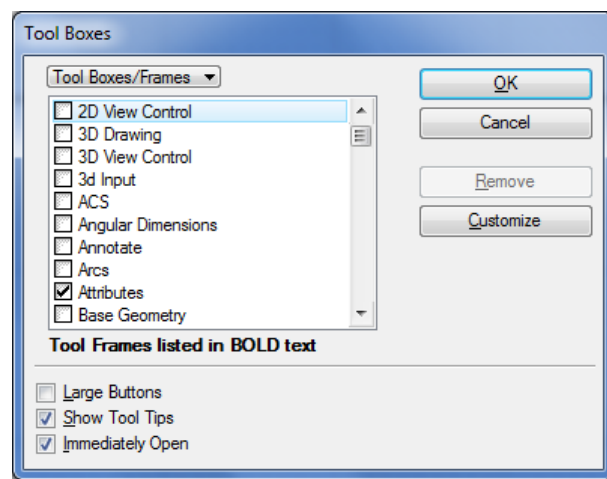 Tool Boxes
Tool Boxes/Frames
2D View Control
3D Drawing
3D View Control
3d Input
ACS
Angular Dimensions
Annotate
Arcs
Attributes
Base Geometry
Tool Frames listed in BOLD text
Large Buttons
Show Tool Tips
Immediately Open
OK
Cancel
Remove
Customize